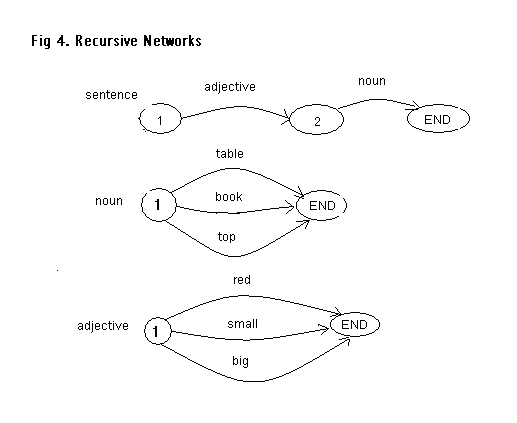 Fig 4. Recursive Networks
adjective
noun
sentence
1
2
END
table
noun
1
book
END
top
red
adjective
1
small
END
big